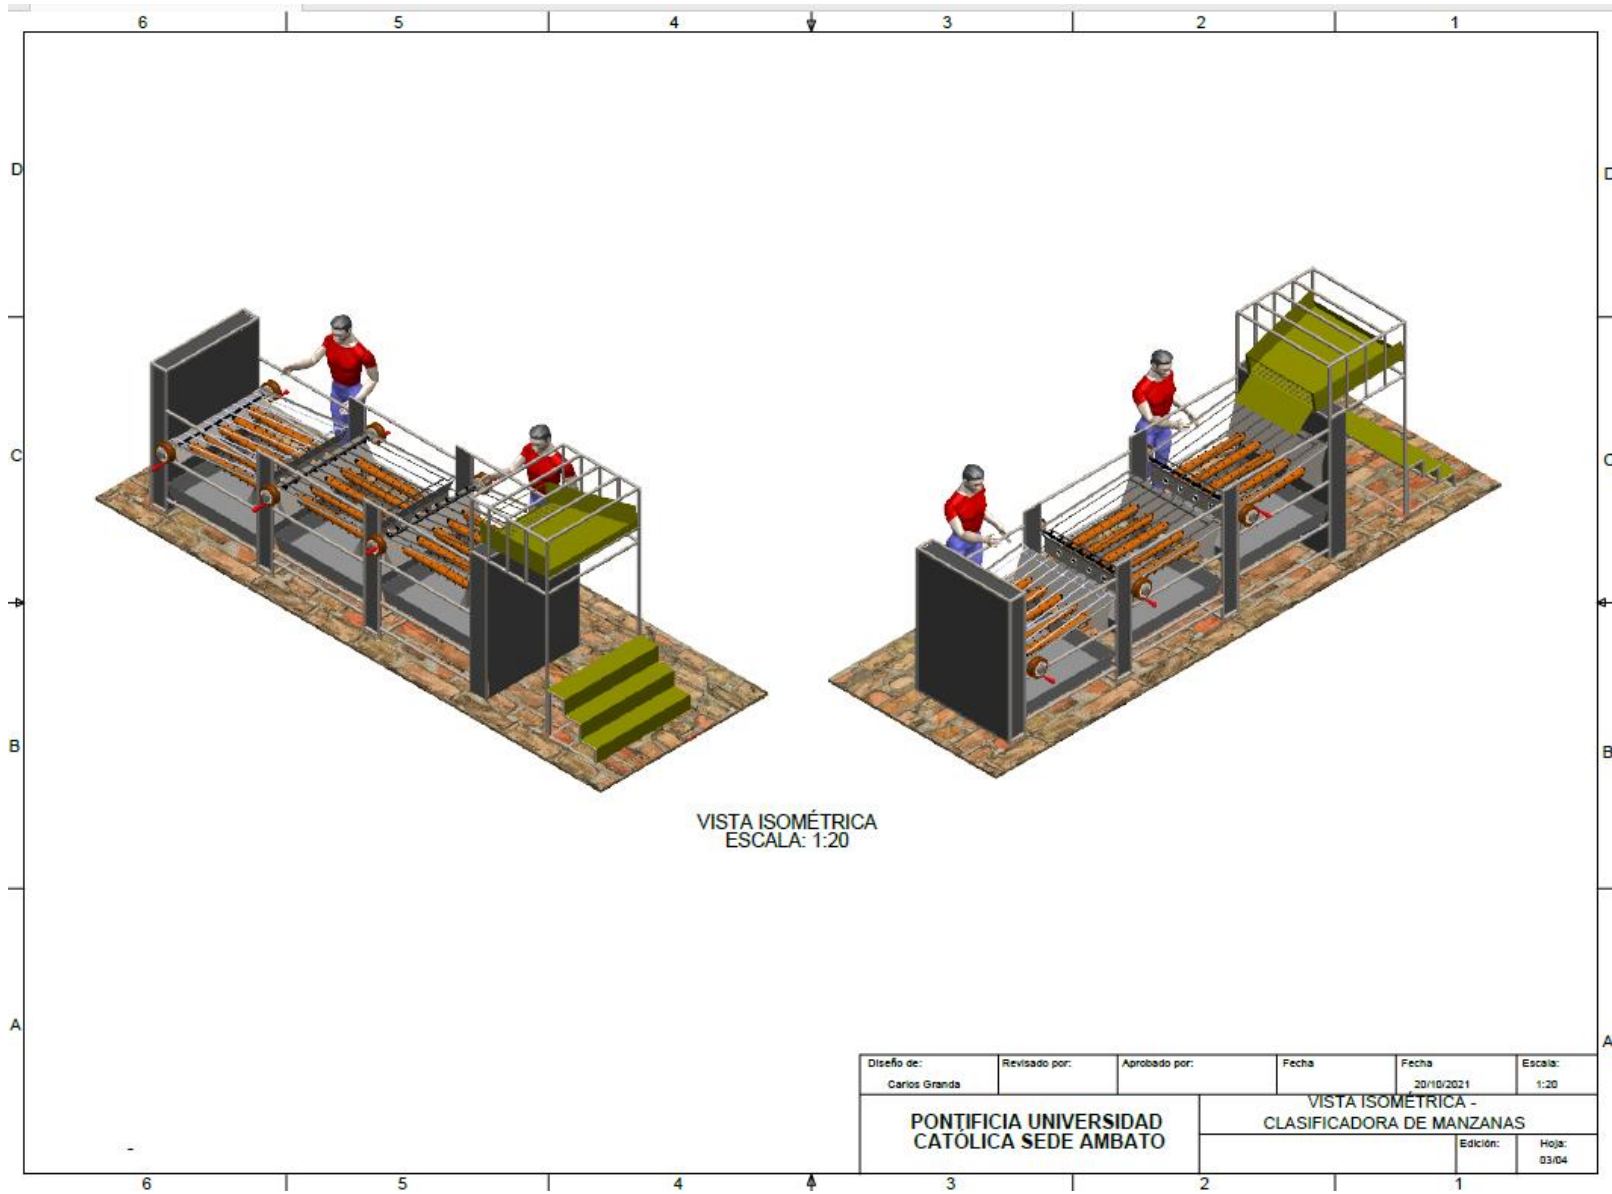 6 5 4 3 2 1
D D
C C
B B
VISTA ISOMÉTRICA
ESCALA: 1:20
A A
Diseño de: Revisado por: Aprobado por: Fecha Fecha Escala:
Carlos Granda 20/10/2021 1:20
PONTIFICIA UNIVERSIDAD
CATÓLICA SEDE AMBATO
VISTA ISOMÉTRICA -
CLASIFICADORA DE MANZANAS
Edición: Hoja:
03/04
-
6 5 4 3 2 1